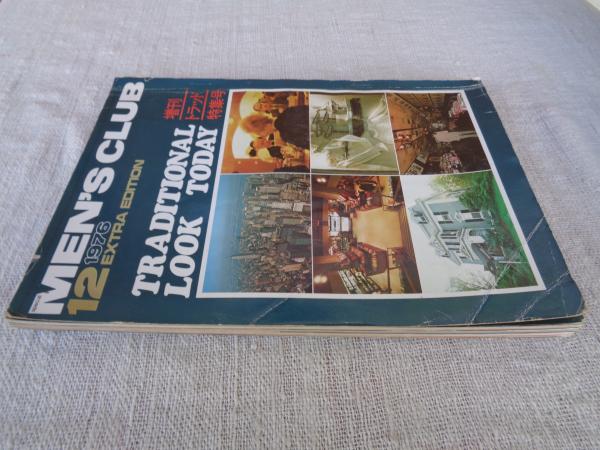 MEN'S CLUB
12 1976
EXTRA EDITION
増刊
トラッド
特集号
TRADITIONAL
LOOK TODAY